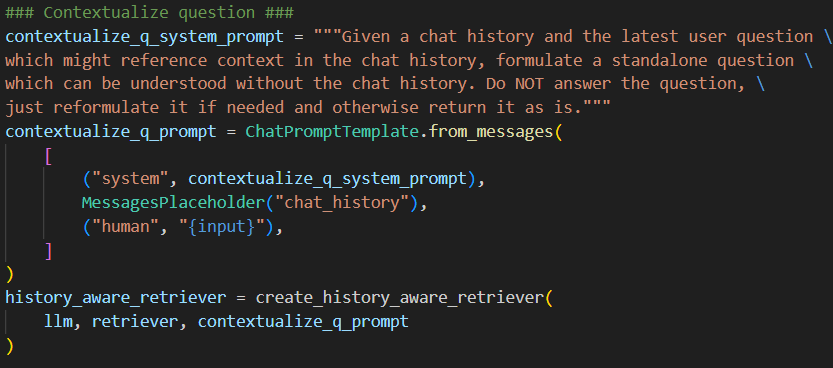 ### Contextualize question ###
contextualize_q_system_prompt = """Given a chat history and the latest user question \
which might reference context in the chat history, formulate a standalone question \
which can be understood without the chat history. Do NOT answer the question, \
just reformulate it if needed and otherwise return it as is."""
contextualize_q_prompt = ChatPromptTemplate.from_messages(
    [
        ("system", contextualize_q_system_prompt),
        MessagesPlaceholder("chat_history"),
        ("human", "{input}"),
    ]
)
history_aware_retriever = create_history_aware_retriever(
    llm, retriever, contextualize_q_prompt
)